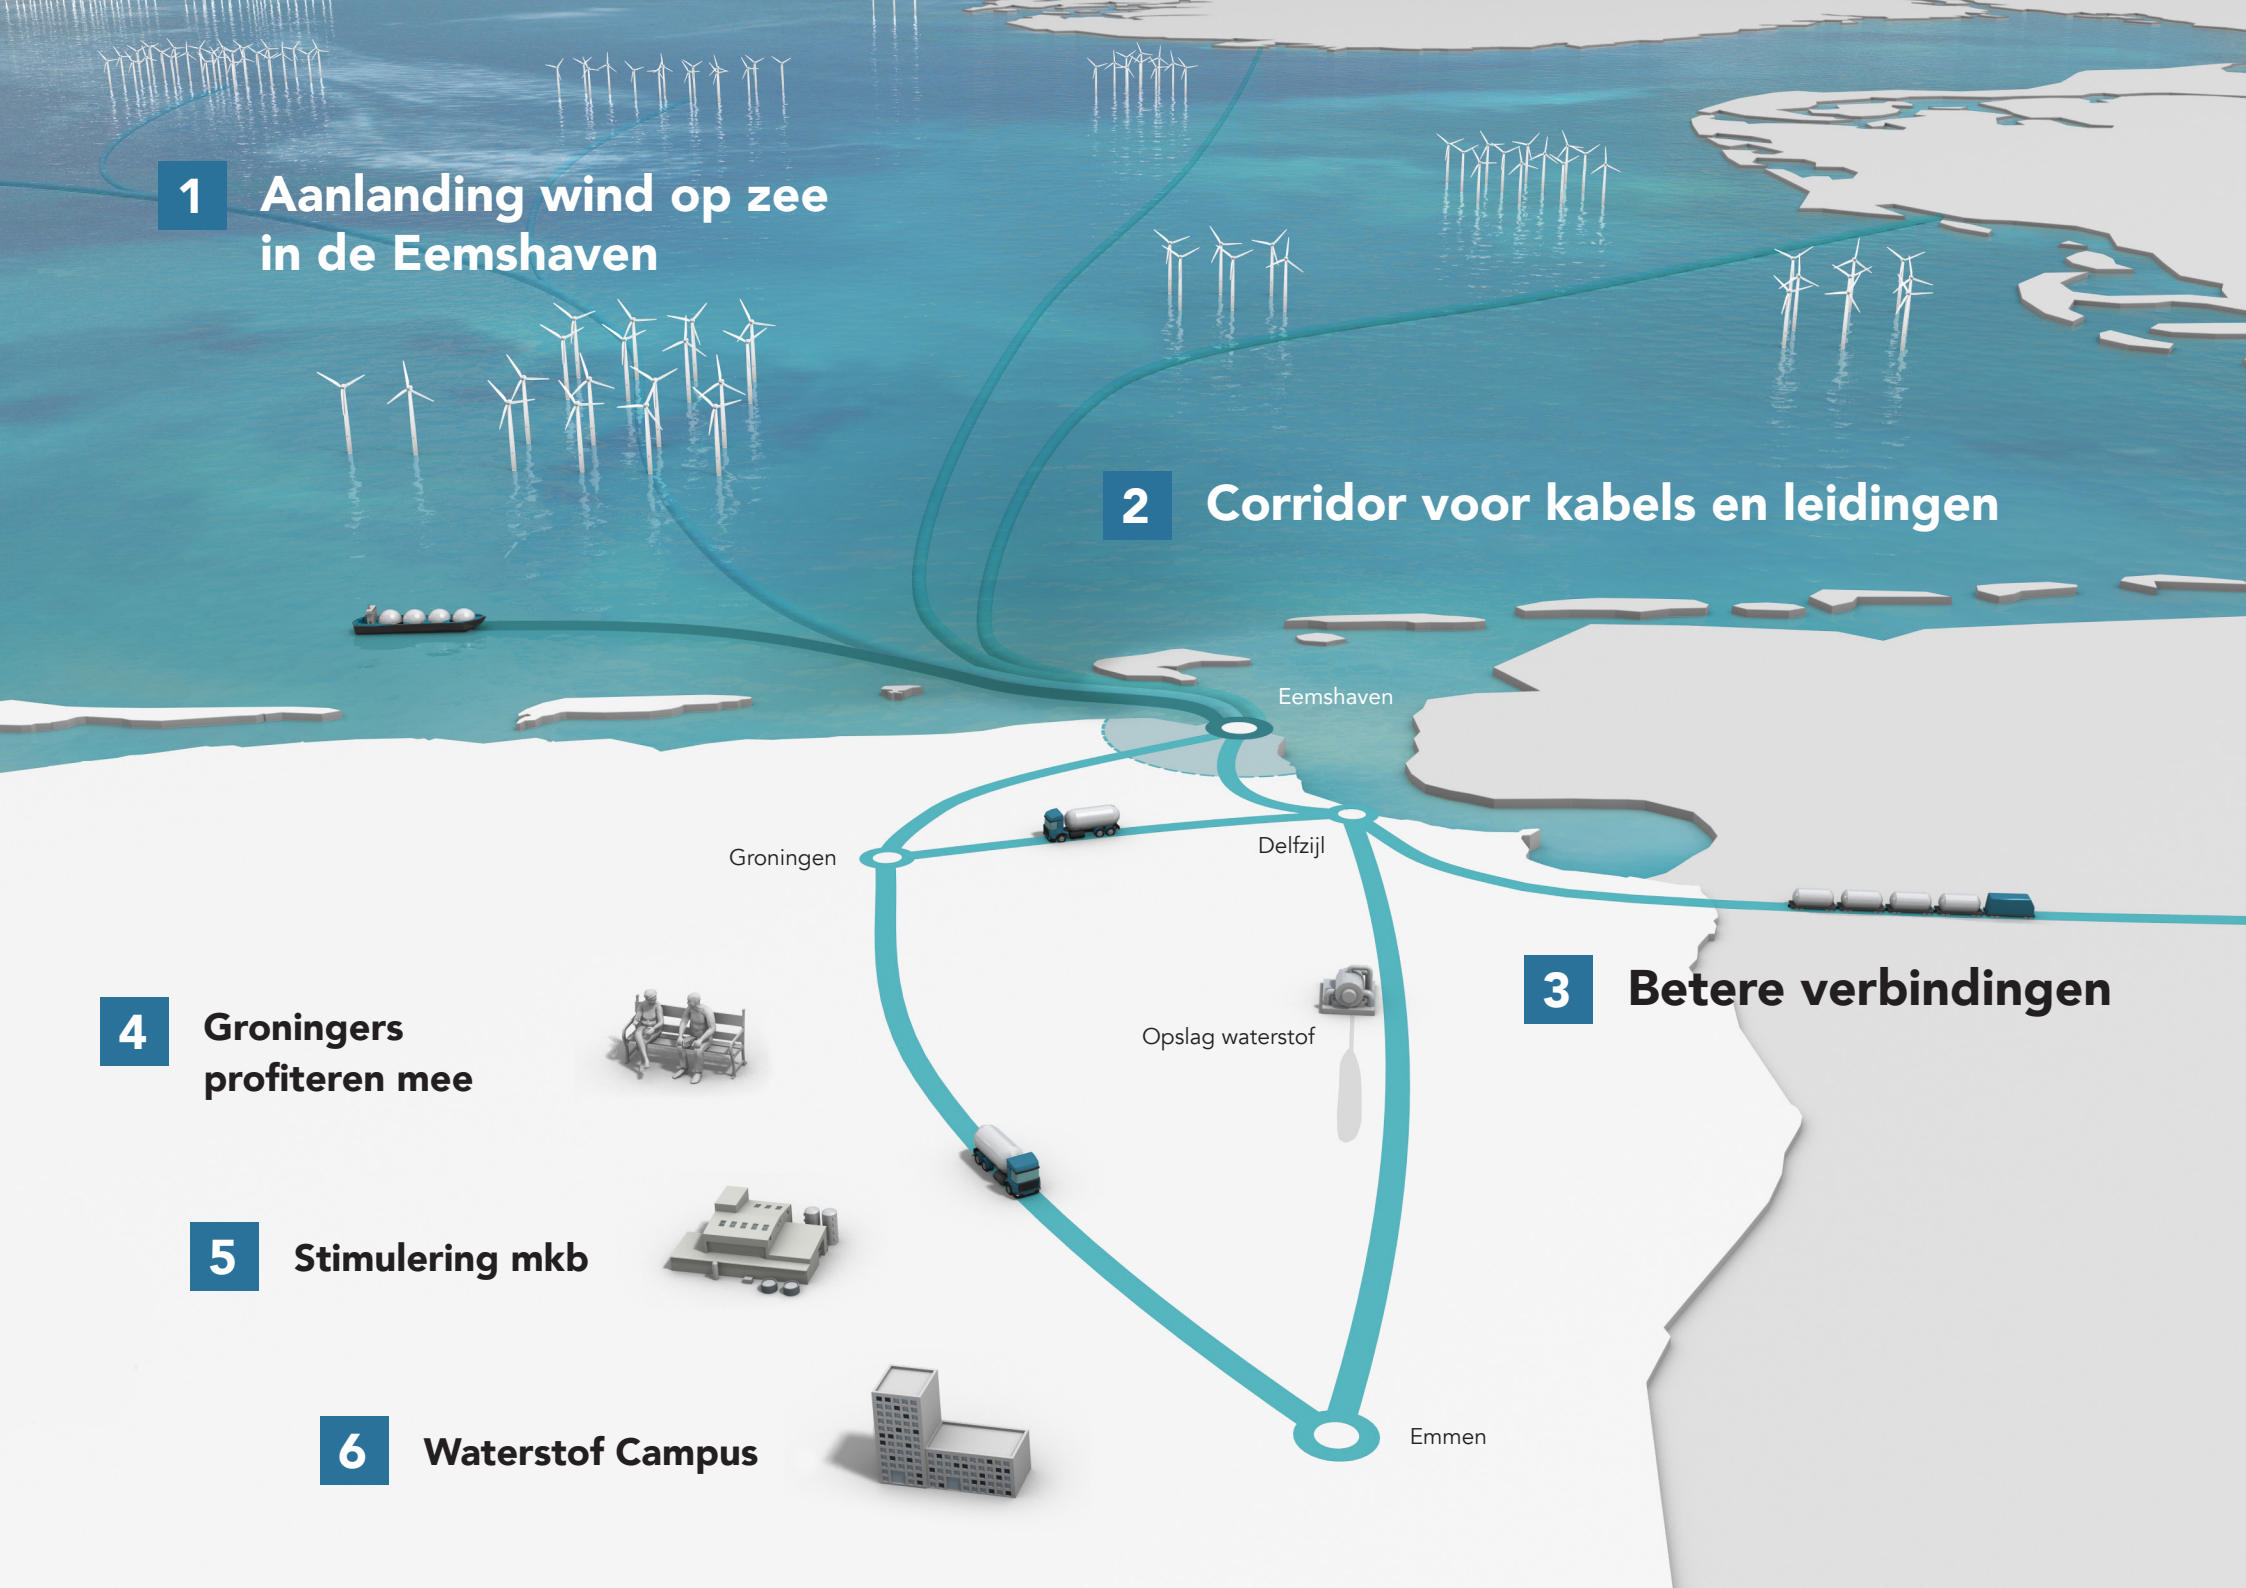 1
Aanlanding wind op zee
in de Eemshaven
2
Corridor voor kabels en leidingen
Eemshaven
Groningen
Delfzijl
3
Betere verbindingen
4
Groningers
profiteren mee
Opslag waterstof
5
Stimulering mkb
6
Waterstof Campus
Emmen